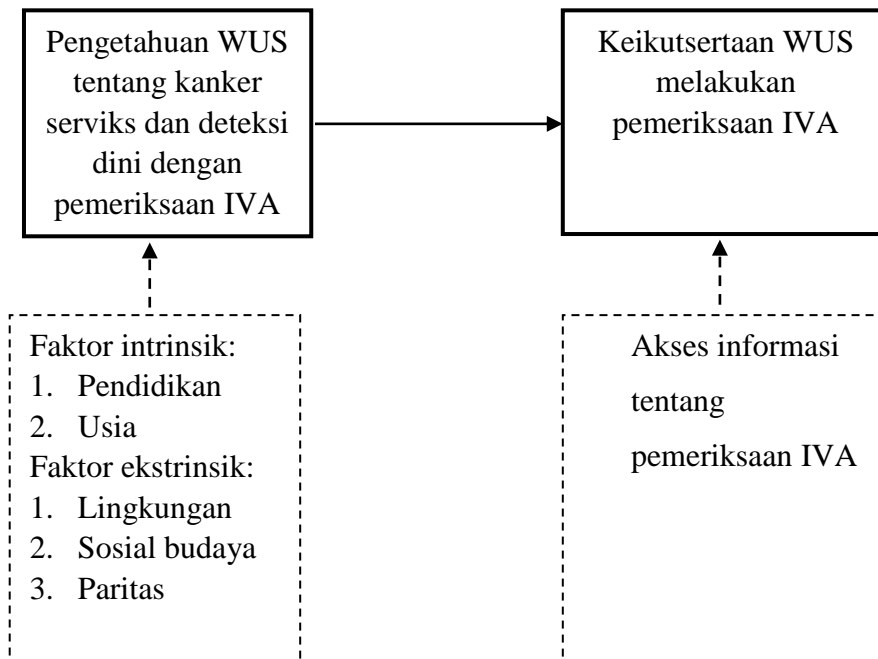 Pengetahuan WUS
tentang kanker
serviks dan deteksi
dini dengan
pemeriksaan IVA
Keikutsertaan WUS
melakukan
pemeriksaan IVA
Faktor intrinsik:
1. Pendidikan
2. Usia
Faktor ekstrinsik:
1. Lingkungan
2. Sosial budaya
3. Paritas
Akses informasi
tentang
pemeriksaan IVA